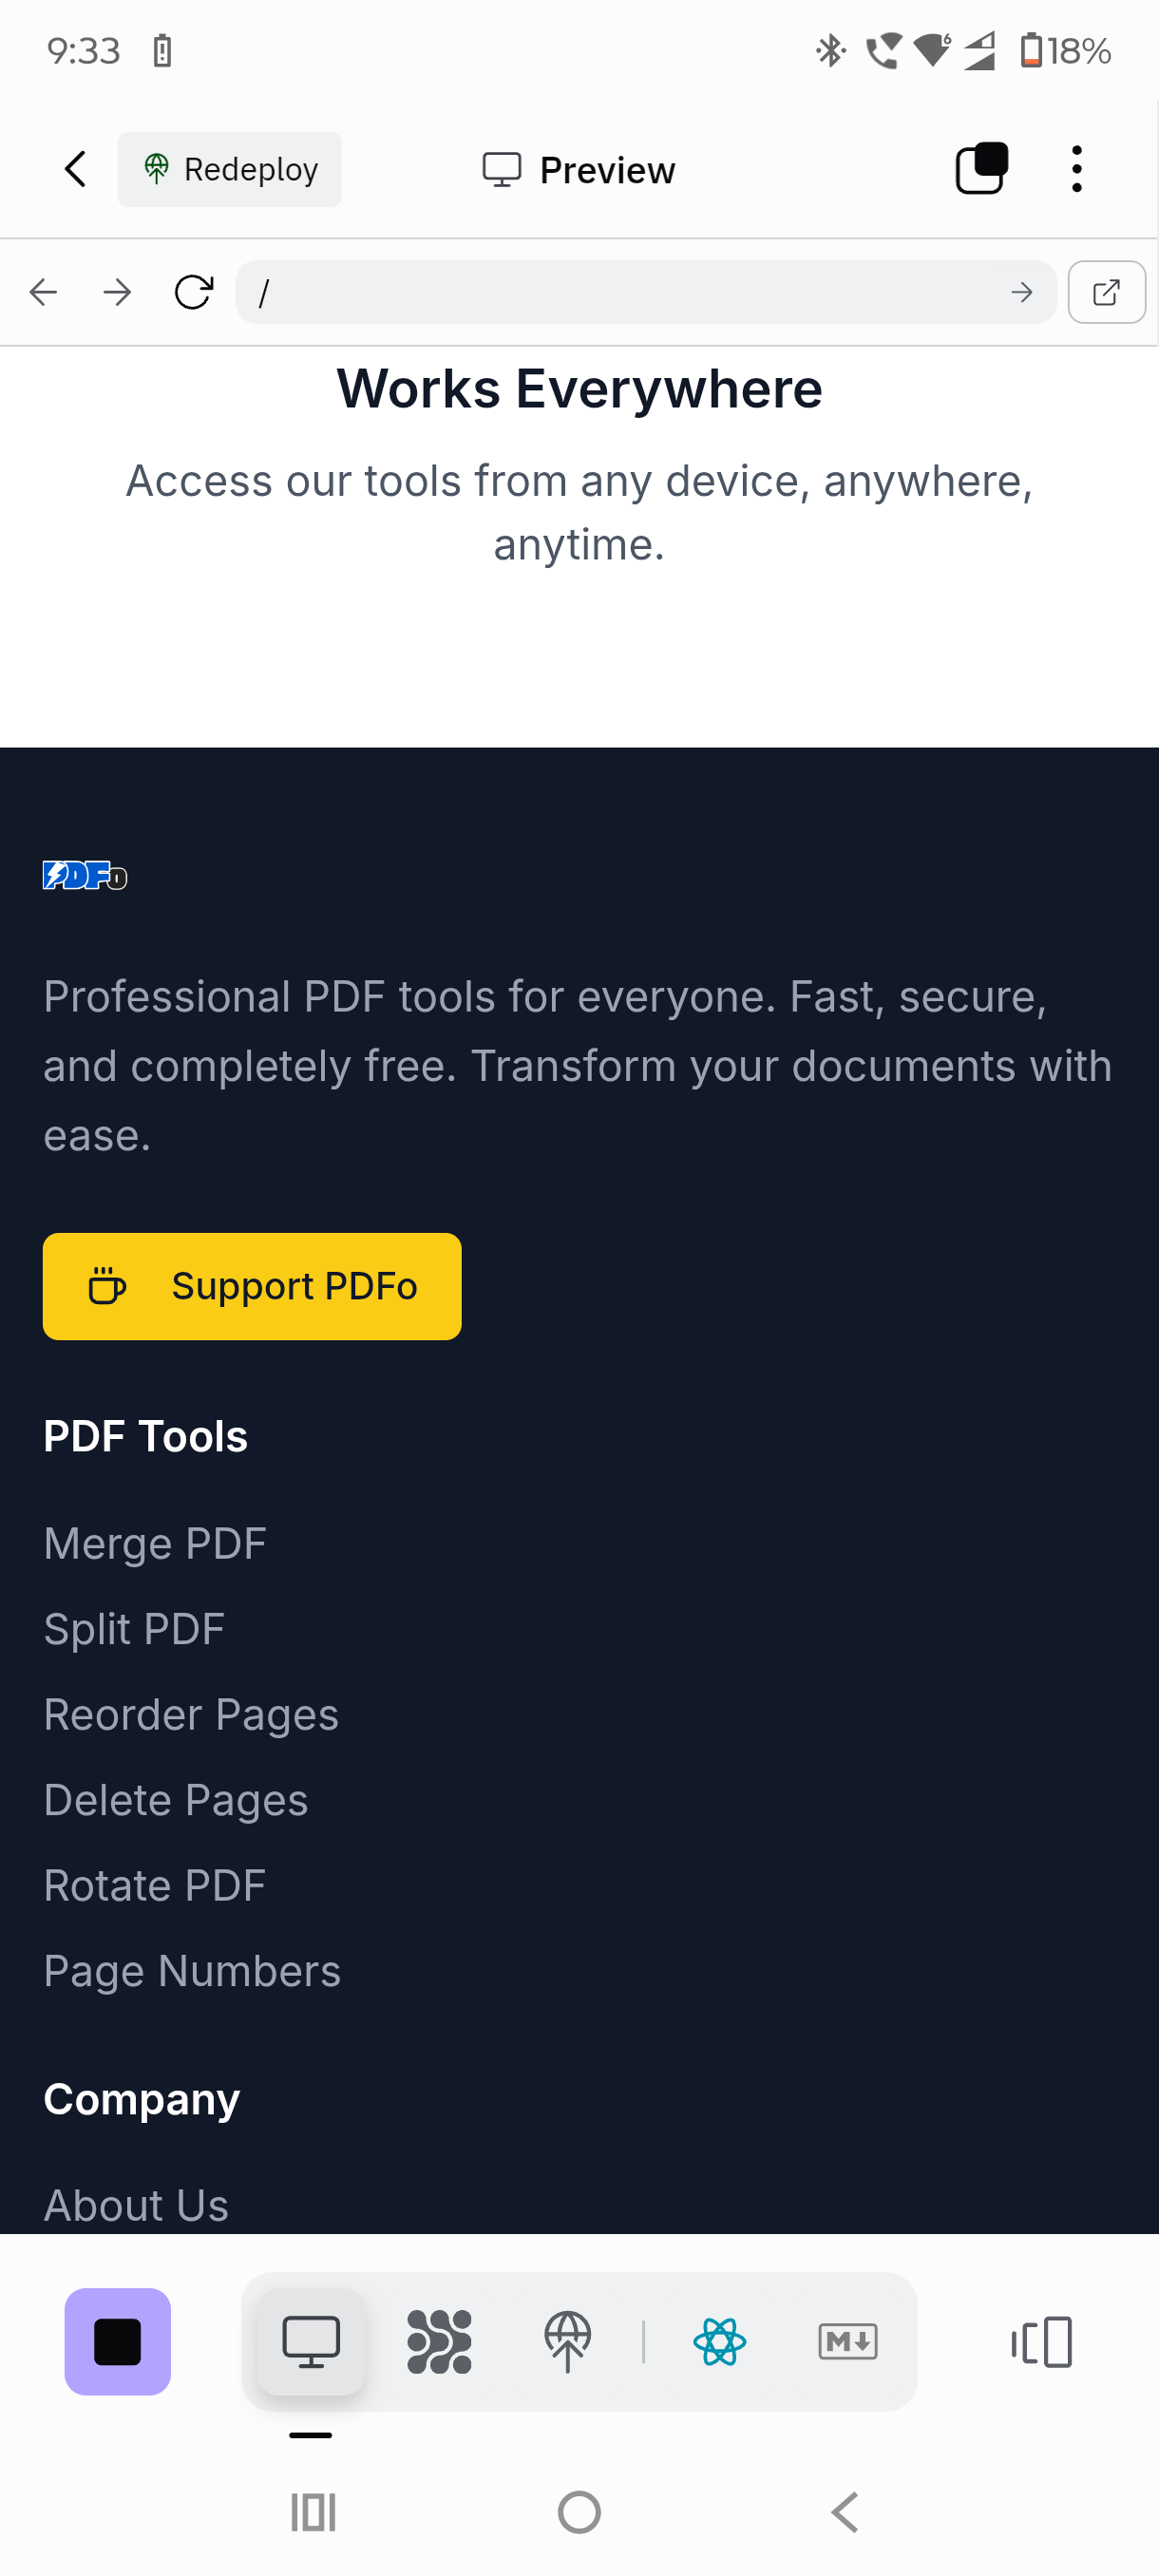 9:33
6
18%
Redeploy
Preview
/
Works Everywhere
Access our tools from any device, anywhere,
anytime.
PDFo
Professional PDF tools for everyone. Fast, secure,
and completely free. Transform your documents with
ease.
Support PDFo
PDF Tools
Merge PDF
Split PDF
Reorder Pages
Delete Pages
Rotate PDF
Page Numbers
Company
About Us
M